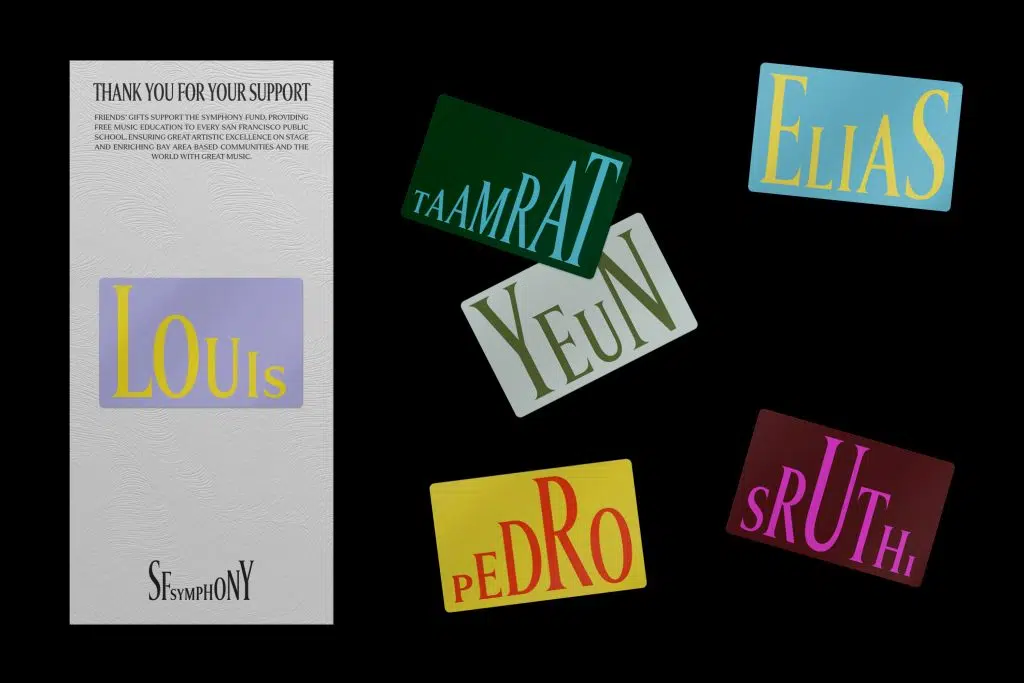 THANK YOU FOR YOUR SUPPORT
FRIENDS' GIFTS SUPPORT THE SYMPHONY FUND, PROVIDING
FREE MUSIC EDUCATION TO EVERY SAN FRANCISCO PUBLIC
SCHOOL, ENSURING GREAT ARTISTIC EXCELLENCE ON STAGE
AND ENRICHING BAY AREA BASED COMMUNITIES AND THE
WORLD WITH GREAT MUSIC.
LOUIS
SFSYMPHONY
TAAMRAT
YEUN
PEDRO
ELIAS
SRUTHI